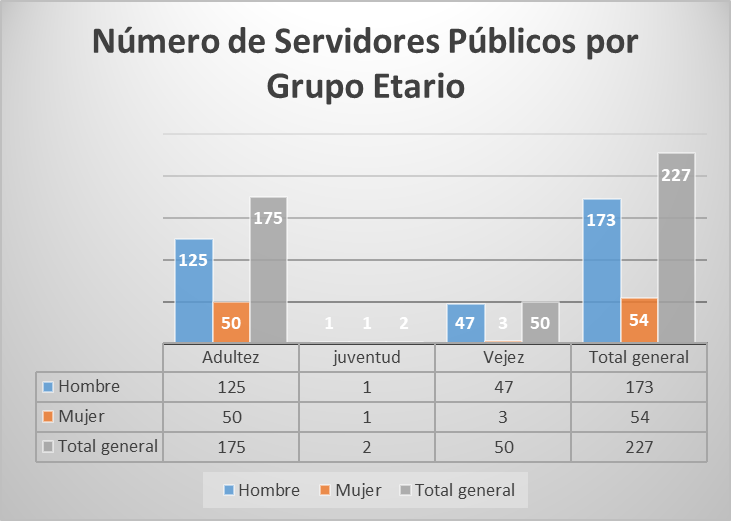 Número de Servidores Públicos por
Grupo Etario
125 50 175 1 1 2 47 3 50 173 54 227
Adultez juventud Vejez Total general
Hombre 125 1 47 173
Mujer 50 1 3 54
Total general 175 2 50 227
Hombre Mujer Total general